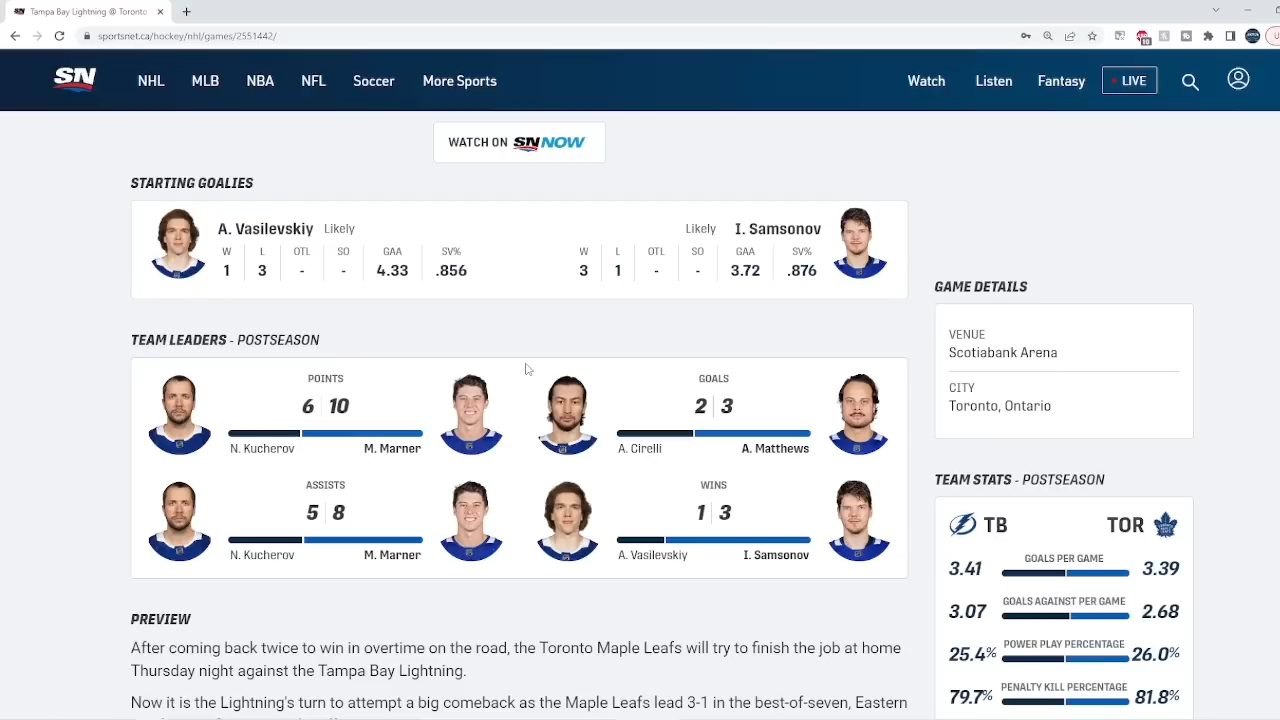 Tampa Bay Lightning @ Toronto
sportsnet.ca/hockey/nhl/games/2551442/
10
SN NHL MLB NBA NFL Soccer More Sports Watch Listen Fantasy LIVE
WATCH ON SN NOW
STARTING GOALIES
A. Vasilevskiy Likely
W L OTL SO GAA SV%
1 3 - - 4.33 .856
Likely I. Samsonov
W L OTL SO GAA SV%
3 1 - - 3.72 .876
TEAM LEADERS - POSTSEASON
POINTS
6 10
N. Kucherov M. Marner
GOALS
2 3
A. Cirelli A. Matthews
ASSISTS
5 8
N. Kucherov M. Marner
WINS
1 3
A. Vasilevskiy I. Samsonov
PREVIEW
After coming back twice to win in overtime on the road, the Toronto Maple Leafs will try to finish the job at home
Thursday night against the Tampa Bay Lightning.
Now it is the Lightning's turn to attempt a big comeback as the Maple Leafs lead 3-1 in the best-of-seven, Eastern
GAME DETAILS
VENUE
Scotiabank Arena
CITY
Toronto, Ontario
TEAM STATS - POSTSEASON
TB TOR
GOALS PER GAME
3.41 3.39
GOALS AGAINST PER GAME
3.07 2.68
POWER PLAY PERCENTAGE
25.4% 26.0%
PENALTY KILL PERCENTAGE
79.7% 81.8%